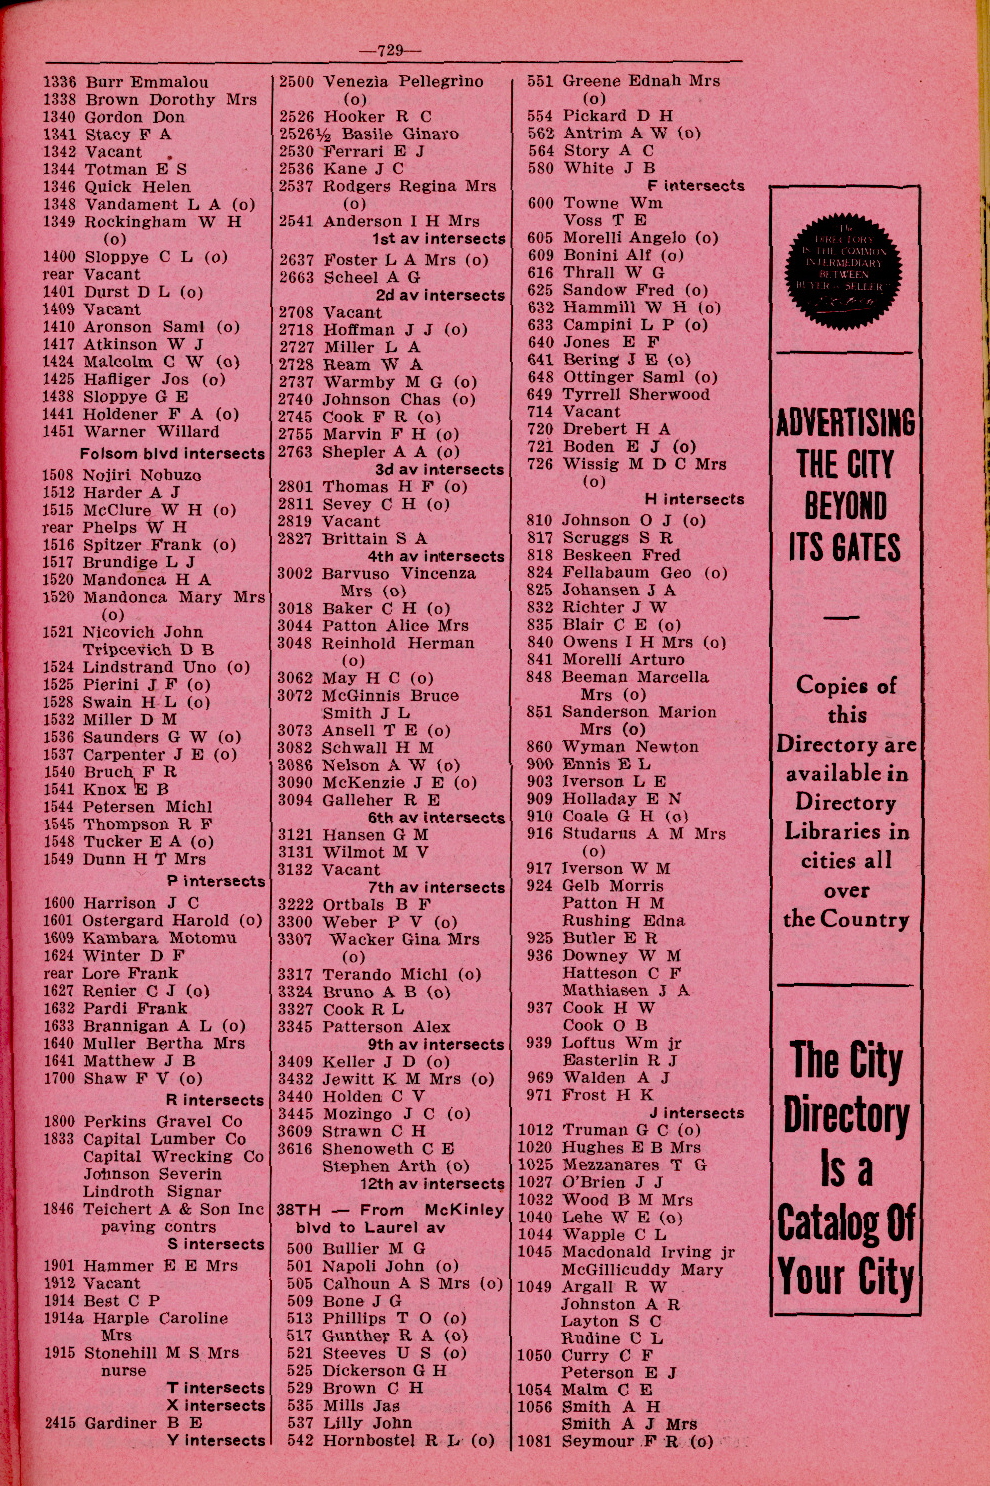 —729—
1336 Burr Emmalou
1338 Brown Dorothy Mrs
1340 Gordon Don
1341 Stacy F A
1342 Vacant
1344 Totman E S
1346 Quick Helen
1348 Vandament L A (o)
1349 Rockingham W H
(o)
1400 Sloppye C L (o)
rear Vacant
1401 Durst D L (o)
1409 Vacant
1410 Aronson Saml (o)
1417 Atkinson W J
1424 Malcolm C W (o)
1425 Hafliger Jos (o)
1438 Sloppye G E
1441 Holdener F A (o)
1451 Warner Willard
Folsom blvd intersects
1508 Nojiri Nobuzo
1512 Harder A J
1515 McClure W H (o)
rear Phelps W H
1516 Spitzer Frank (o)
1517 Brundige L J
1520 Mandonca H A
1520 Mandonca Mary Mrs
(o)
1521 Nicovich John
Tripcevich D B
1524 Lindstrand Uno (o)
1525 Pierini J F (o)
1528 Swain H L (o)
1532 Miller D M
1536 Saunders G W (o)
1537 Carpenter J E (o)
1540 Bruch F R
1541 Knox E B
1544 Petersen Michl
1545 Thompson R F
1548 Tucker E A (o)
1549 Dunn H T Mrs
P intersects
1600 Harrison J C
1601 Ostergard Harold (o)
1609 Kambara Motomu
1624 Winter D F
rear Lore Frank
1627 Renier C J (o)
1632 Pardi Frank
1633 Brannigan A L (o)
1640 Muller Bertha Mrs
1641 Matthew J B
1700 Shaw F V (o)
R intersects
1800 Perkins Gravel Co
1833 Capital Lumber Co
Capital Wrecking Co
Johnson Severin
Lindroth Signar
1846 Teichert A & Son Inc
paving contrs
S intersects
1901 Hammer E E Mrs
1912 Vacant
1914 Best C P
1914a Harple Caroline
Mrs
1915 Stonehill M S Mrs
nurse
T intersects
X intersects
2415 Gardiner B E
Y intersects
2500 Venezia Pellegrino
(o)
2526 Hooker R C
2526½ Basile Ginaro
2530 Ferrari E J
2536 Kane J C
2537 Rodgers Regina Mrs
(o)
2541 Anderson I H Mrs
1st av intersects
2637 Foster L A Mrs (o)
2663 Scheel A G
2d av intersects
2708 Vacant
2718 Hoffman J J (o)
2727 Miller L A
2728 Ream W A
2737 Warmby M G (o)
2740 Johnson Chas (o)
2745 Cook F R (o)
2755 Marvin F H (o)
2763 Shepler A A (o)
3d av intersects
2801 Thomas H F (o)
2811 Sevey C H (o)
2819 Vacant
2827 Brittain S A
4th av intersects
3002 Barvuso Vincenza
Mrs (o)
3018 Baker C H (o)
3044 Patton Alice Mrs
3048 Reinhold Herman
(o)
3062 May H C (o)
3072 McGinnis Bruce
Smith J L
3073 Ansell T E (o)
3082 Schwall H M
3086 Nelson A W (o)
3090 McKenzie J E (o)
3094 Galleher R E
6th av intersects
3121 Hansen G M
3131 Wilmot M V
3132 Vacant
7th av intersects
3222 Ortbals B F
3300 Weber P V (o)
3307 Wacker Gina Mrs
(o)
3317 Terando Michl (o)
3324 Bruno A B (o)
3327 Cook R L
3345 Patterson Alex
9th av intersects
3409 Keller J D (o)
3432 Jewitt K M Mrs (o)
3440 Holden C V
3445 Mozingo J C (o)
3609 Strawn C H
3616 Shenoweth C E
Stephen Arth (o)
12th av intersects
38TH — From McKinley
blvd to Laurel av
500 Bullier M G
501 Napoli John (o)
505 Calhoun A S Mrs (o)
509 Bone J G
513 Phillips T O (o)
517 Gunther R A (o)
521 Steeves U S (o)
525 Dickerson G H
529 Brown C H
535 Mills Jas
537 Lilly John
542 Hornbostel R L (o)
551 Greene Ednah Mrs
(o)
554 Pickard D H
562 Antrim A W (o)
564 Story A C
580 White J B
F intersects
600 Towne Wm
Voss T E
605 Morelli Angelo (o)
609 Bonini Alf (o)
616 Thrall W G
625 Sandow Fred (o)
632 Hammill W H (o)
633 Campini L P (o)
640 Jones E F
641 Bering J E (o)
648 Ottinger Saml (o)
649 Tyrrell Sherwood
714 Vacant
720 Drebert H A
721 Boden E J (o)
726 Wissig M D C Mrs
(o)
H intersects
810 Johnson O J (o)
817 Scruggs S R
818 Beskeen Fred
824 Fellabaum Geo (o)
825 Johansen J A
832 Richter J W
835 Blair C E (o)
840 Owens I H Mrs (o)
841 Morelli Arturo
848 Beeman Marcella
Mrs (o)
851 Sanderson Marion
Mrs (o)
860 Wyman Newton
900 Ennis E L
903 Iverson L E
909 Holladay E N
910 Coale G H (o)
916 Studarus A M Mrs
(o)
917 Iverson W M
924 Gelb Morris
Patton H M
Rushing Edna
925 Butler E R
936 Downey W M
Hatteson C F
Mathiasen J A
937 Cook H W
Cook O B
939 Loftus Wm jr
Easterlin R J
969 Walden A J
971 Frost H K
J intersects
1012 Truman G C (o)
1020 Hughes E B Mrs
1025 Mezzanares T G
1027 O'Brien J J
1032 Wood B M Mrs
1040 Lehe W E (o)
1044 Wapple C L
1045 Macdonald Irving jr
McGillicuddy Mary
1049 Argall R W
Johnston A R
Layton S C
Rudine C L
1050 Curry C F
Peterson E J
1054 Malm C E
1056 Smith A H
Smith A J Mrs
1081 Seymour F R (o)
The
DIRECTORY
IS THE COMMON
INTERMEDIARY
BETWEEN
BUYER & SELLER
ADVERTISING
THE CITY
BEYOND
ITS GATES
—
Copies of
this
Directory are
available in
Directory
Libraries in
cities all
over
the Country
The City
Directory
Is a
Catalog Of
Your City